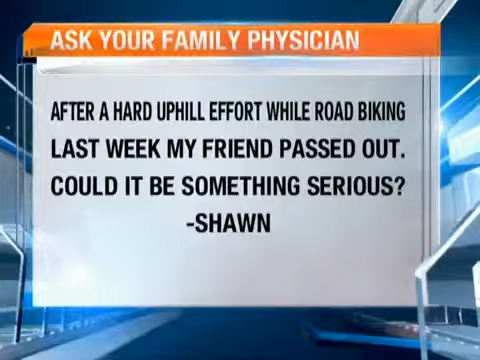 ASK YOUR FAMILY PHYSICIAN
AFTER A HARD UPHILL EFFORT WHILE ROAD BIKING
LAST WEEK MY FRIEND PASSED OUT.
COULD IT BE SOMETHING SERIOUS?
-SHAWN